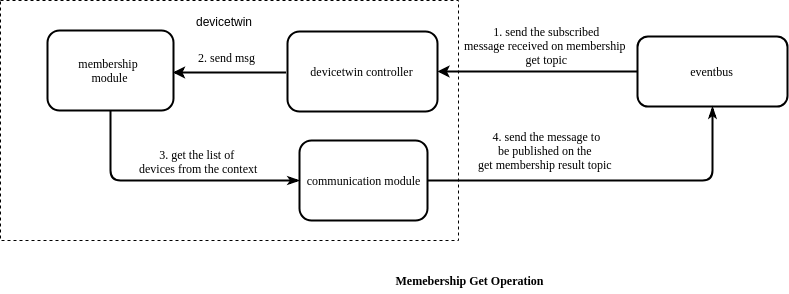 devicetwin
1. send the subscribed
message received on membership
get topic
membership
module
2. send msg
devicetwin controller
eventbus
3. get the list of
devices from the context
communication module
4. send the message to
be published on the
get membership result topic
Memebership Get Operation